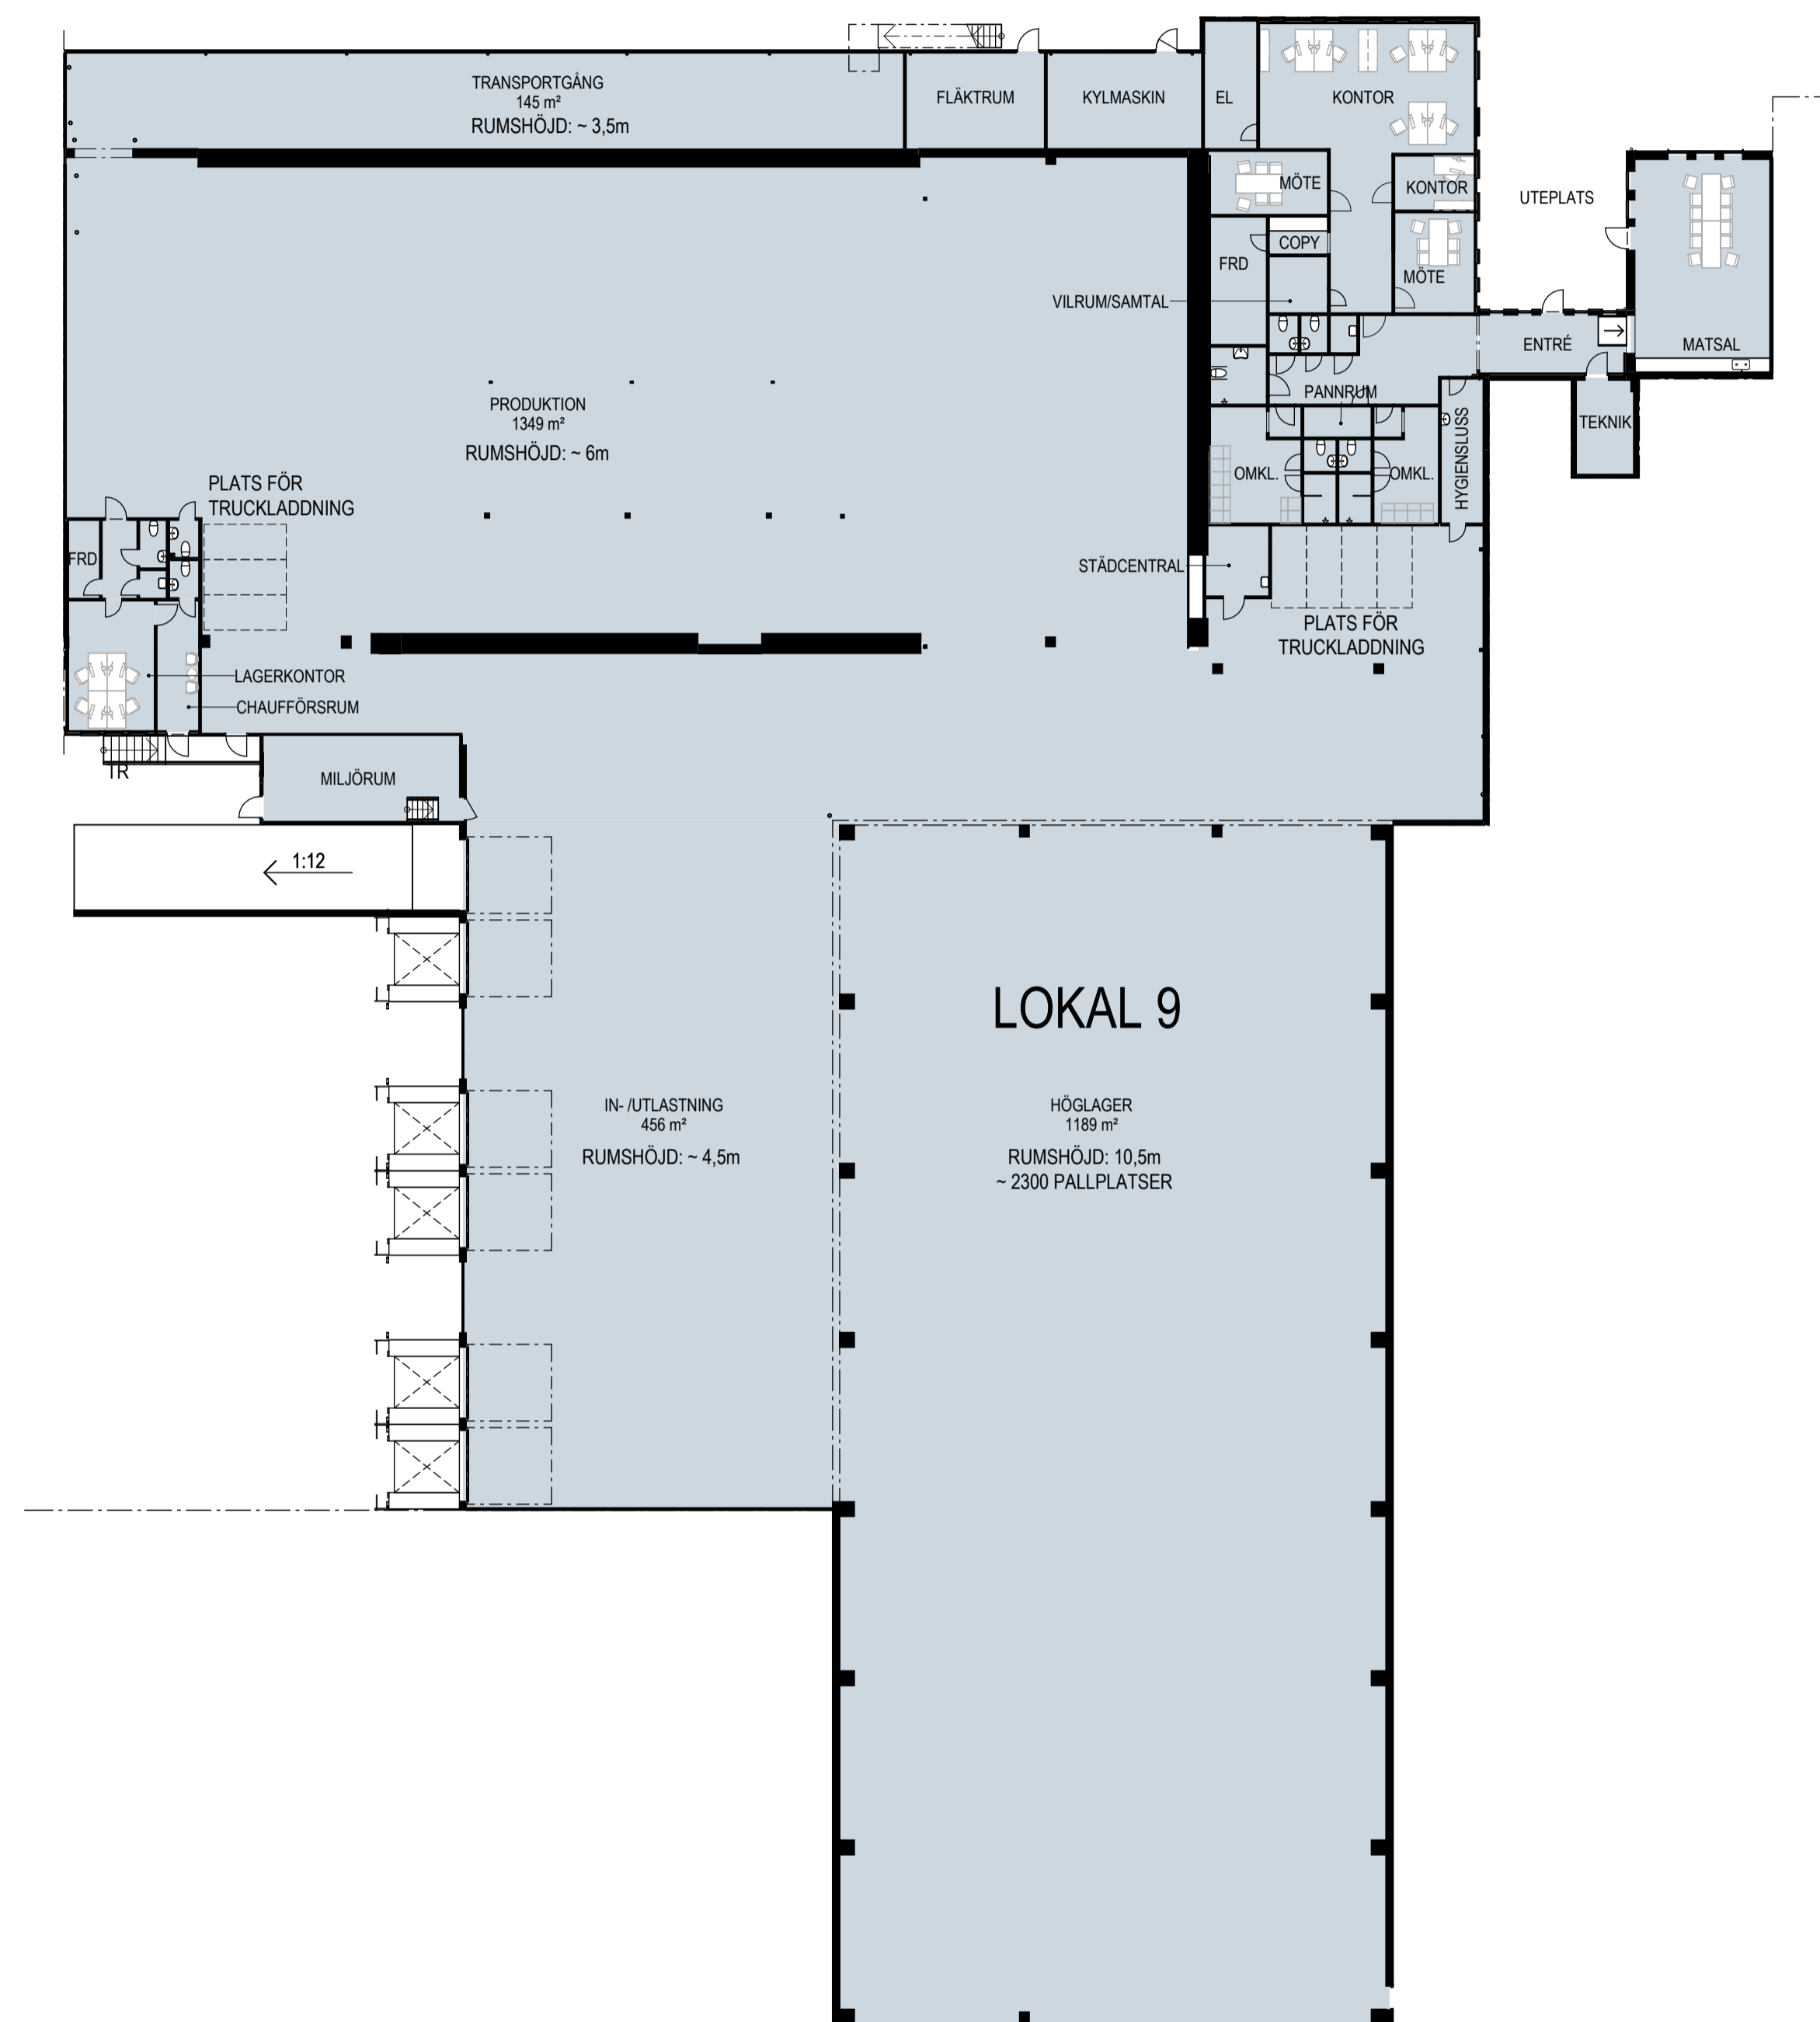 TRANSPORTGÅNG
145 m²
RUMSHÖJD: ~ 3,5m
FLÄKTRUM
KYLMASKIN
EL
KONTOR
MÖTE
KONTOR
UTEPLATS
COPY
FRD
MÖTE
VILRUM/SAMTAL
ENTRÉ
MATSAL
PANNRUM
PRODUKTION
1349 m²
RUMSHÖJD: ~ 6m
TEKNIK
HYGIENSLUSS
OMKL.
OMKL.
PLATS FÖR
TRUCKLADDNING
FRD
STÄDCENTRAL
PLATS FÖR
TRUCKLADDNING
LAGERKONTOR
CHAUFFÖRSRUM
TR
MILJÖRUM
1:12
LOKAL 9
IN- /UTLASTNING
456 m²
RUMSHÖJD: ~ 4,5m
HÖGLAGER
1189 m²
RUMSHÖJD: 10,5m
~ 2300 PALLPLATSER